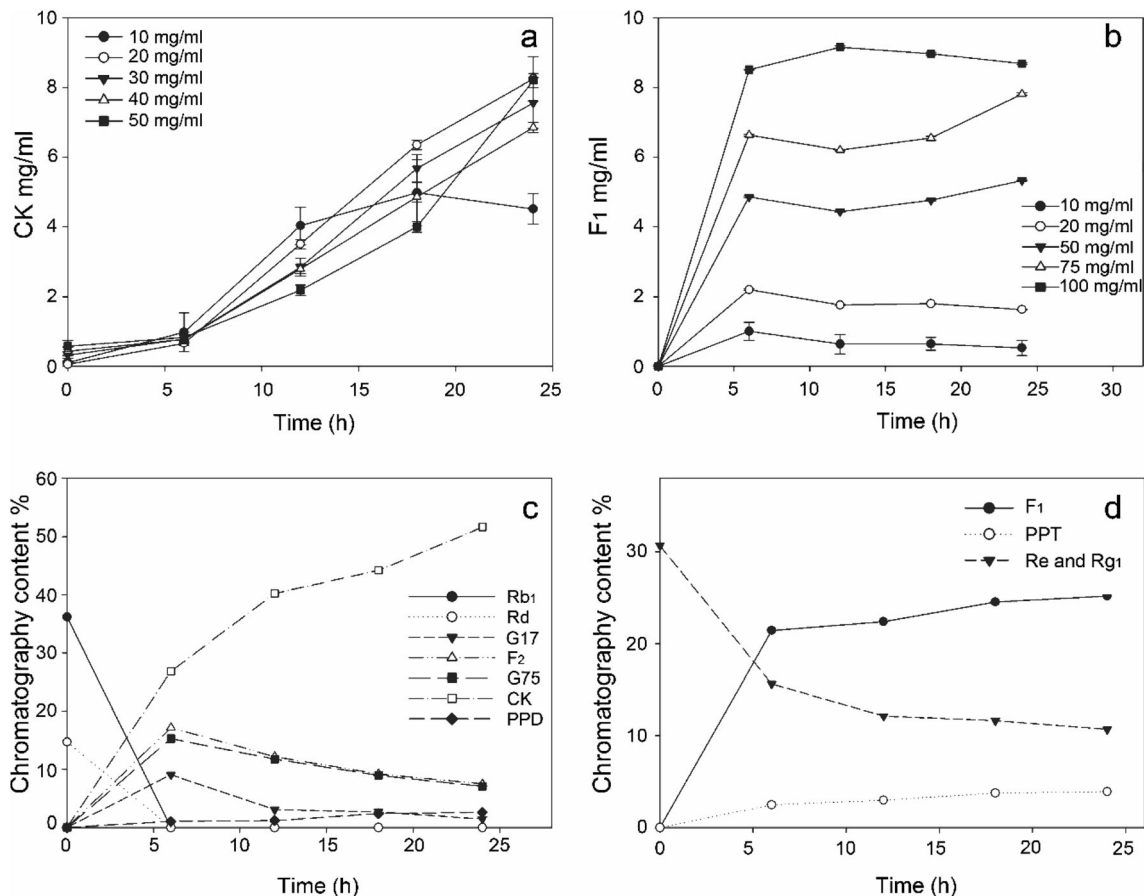 a
10 mg/ml
20 mg/ml
30 mg/ml
40 mg/ml
50 mg/ml
CK mg/ml
10
8
6
4
2
0
0 5 10 15 20 25
Time (h)
b
10 mg/ml
20 mg/ml
50 mg/ml
75 mg/ml
100 mg/ml
F1 mg/ml
10
8
6
4
2
0
0 5 10 15 20 25 30
Time (h)
c
Rb1
Rd
G17
F2
G75
CK
PPD
Chromatography content %
60
50
40
30
20
10
0
0 5 10 15 20 25
Time (h)
d
F1
PPT
Re and Rg1
Chromatography content %
30
20
10
0
0 5 10 15 20 25
Time (h)